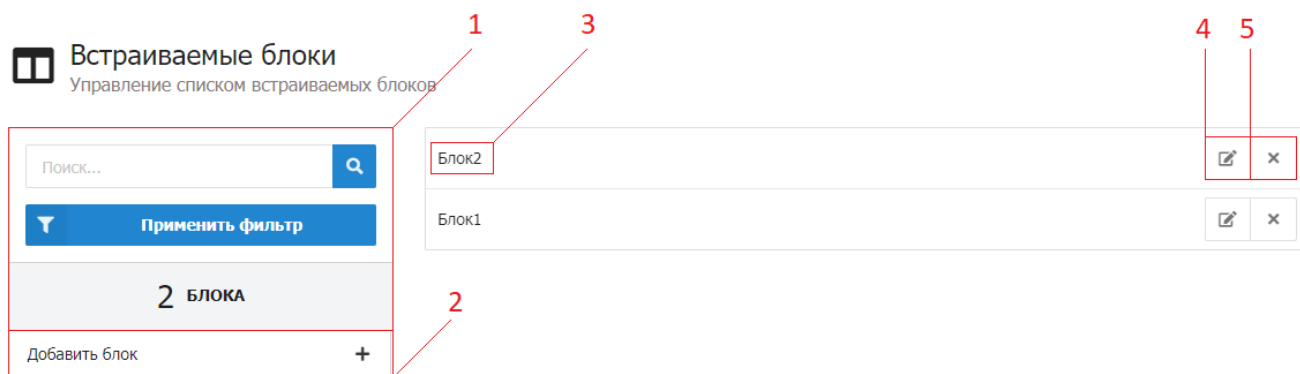 1
3
4
5
Встраиваемые блоки
Управление списком встраиваемых блоков
Поиск...
Применить фильтр
2 БЛОКА
Добавить блок
2
Блок2
Блок1